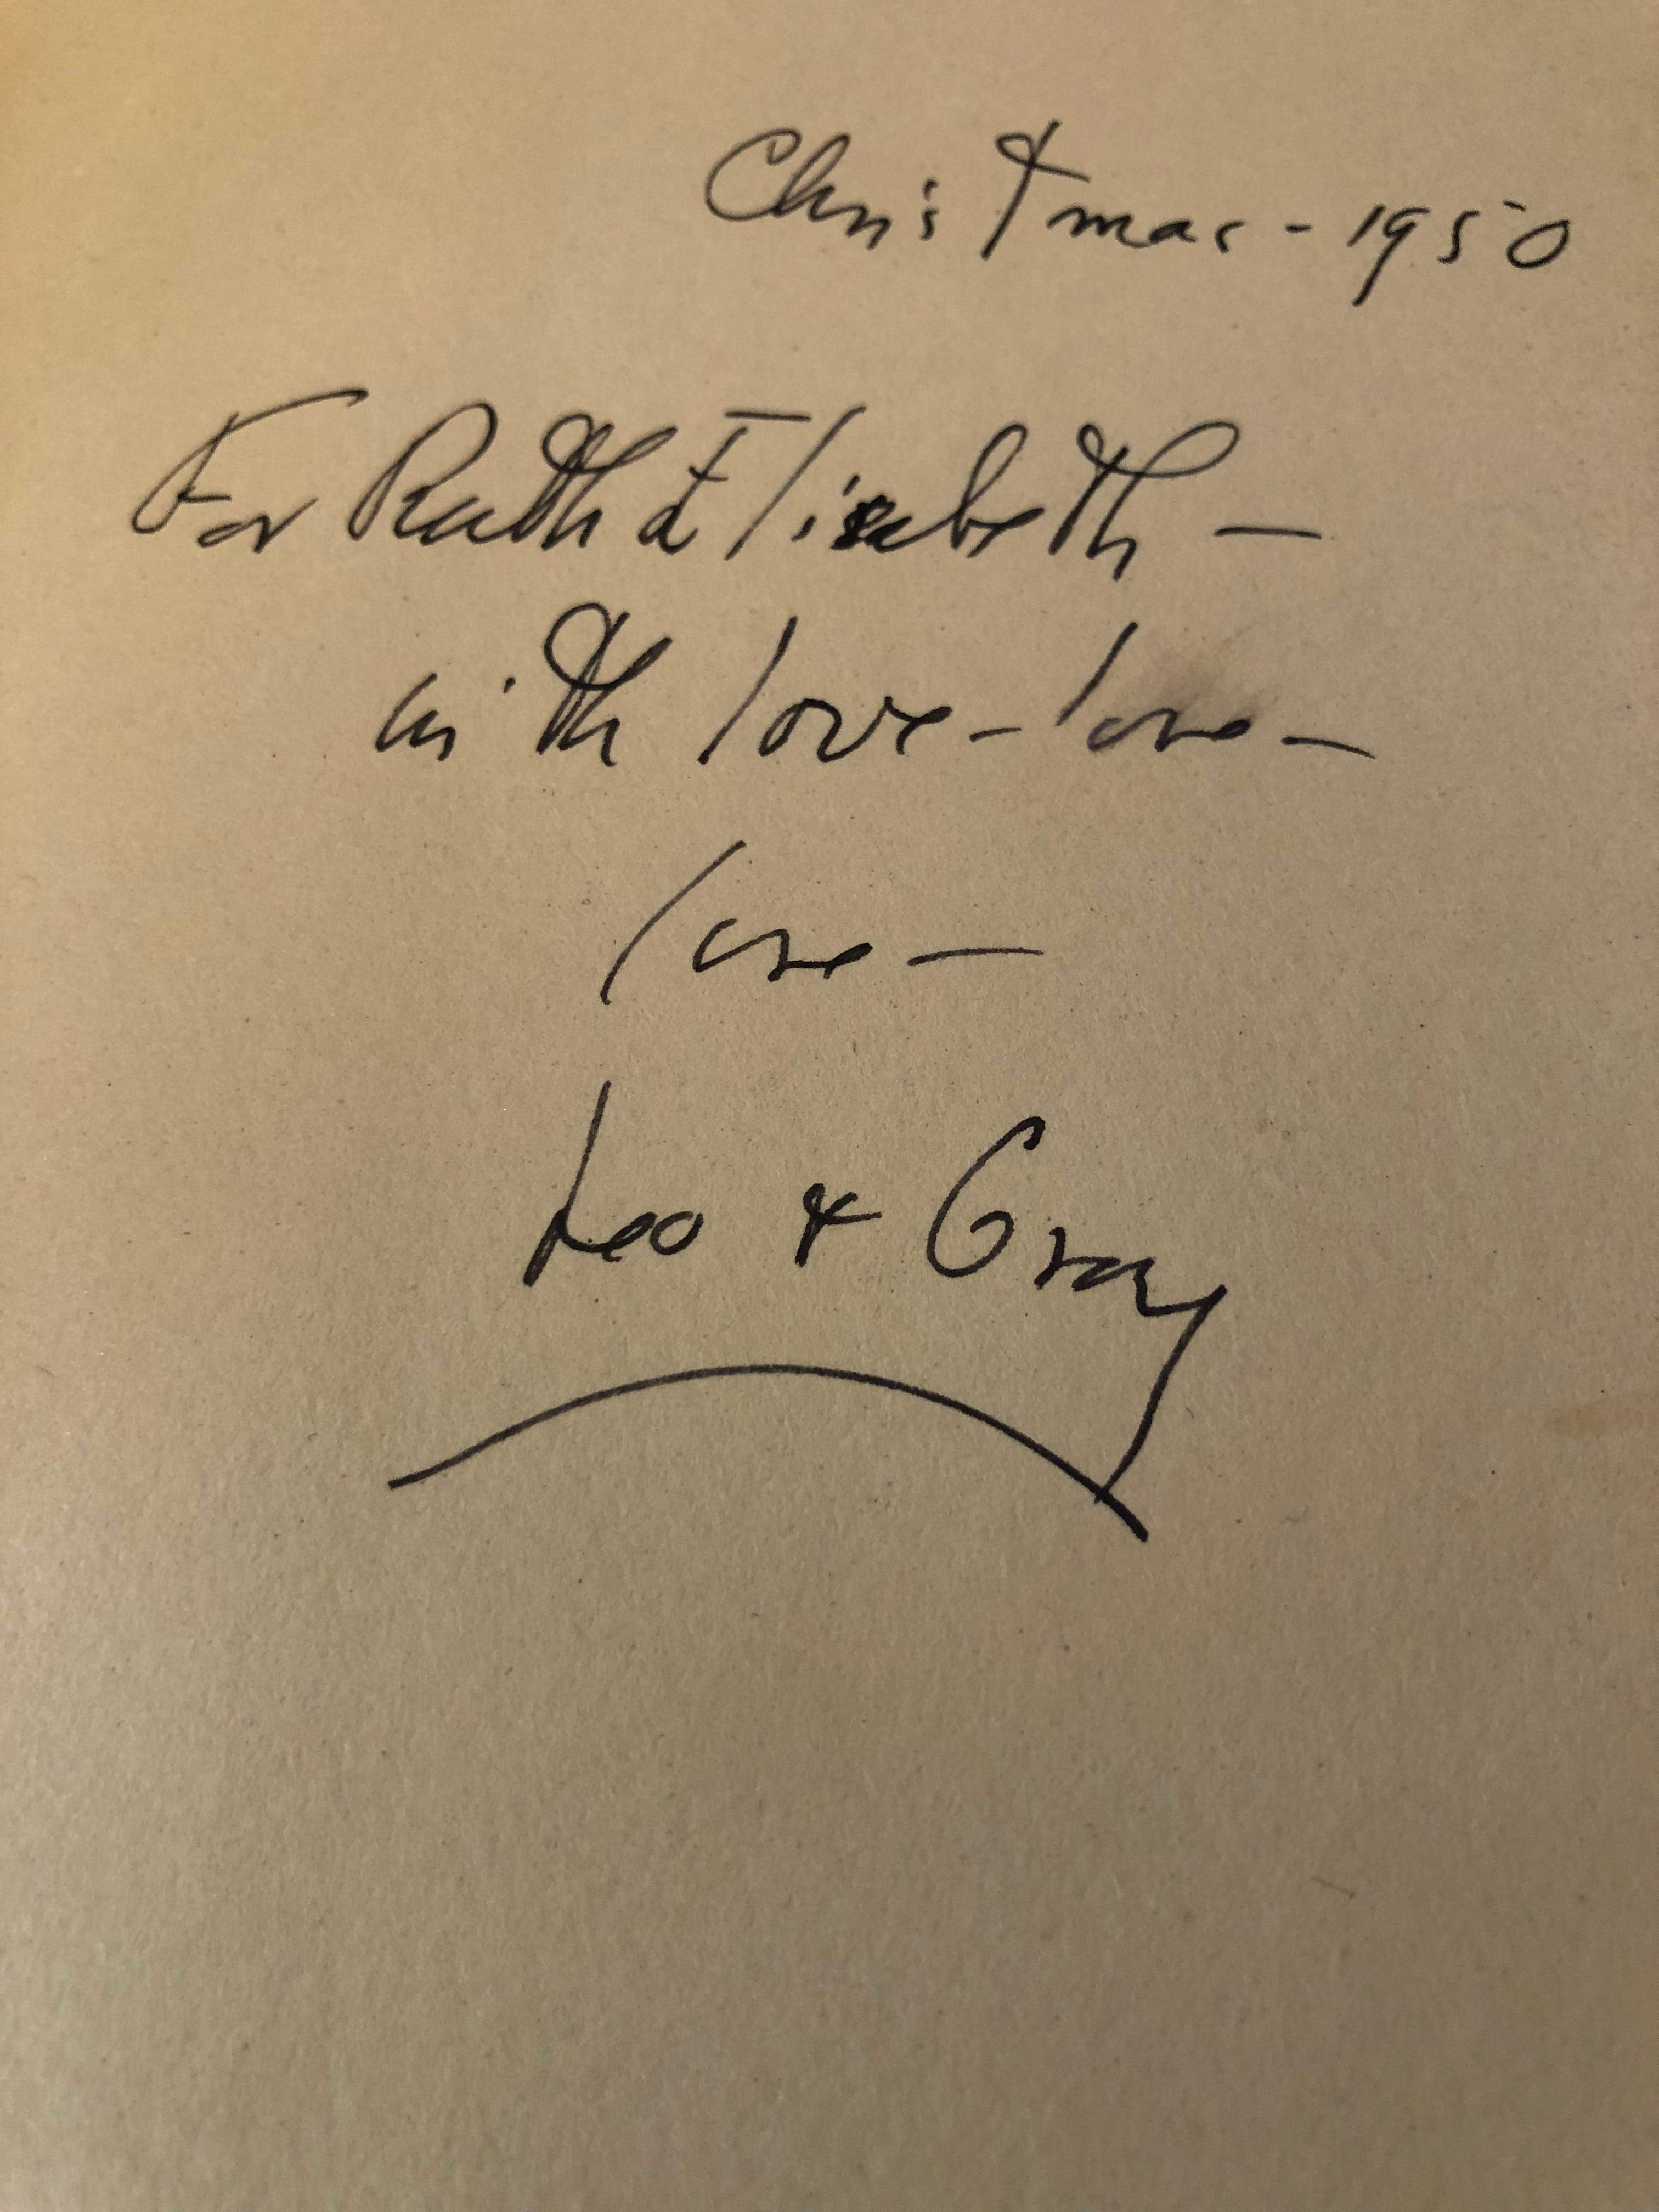 Christmas - 1950
For Ruth Elizabeth —
with love - love —
love —
Leo & Gray